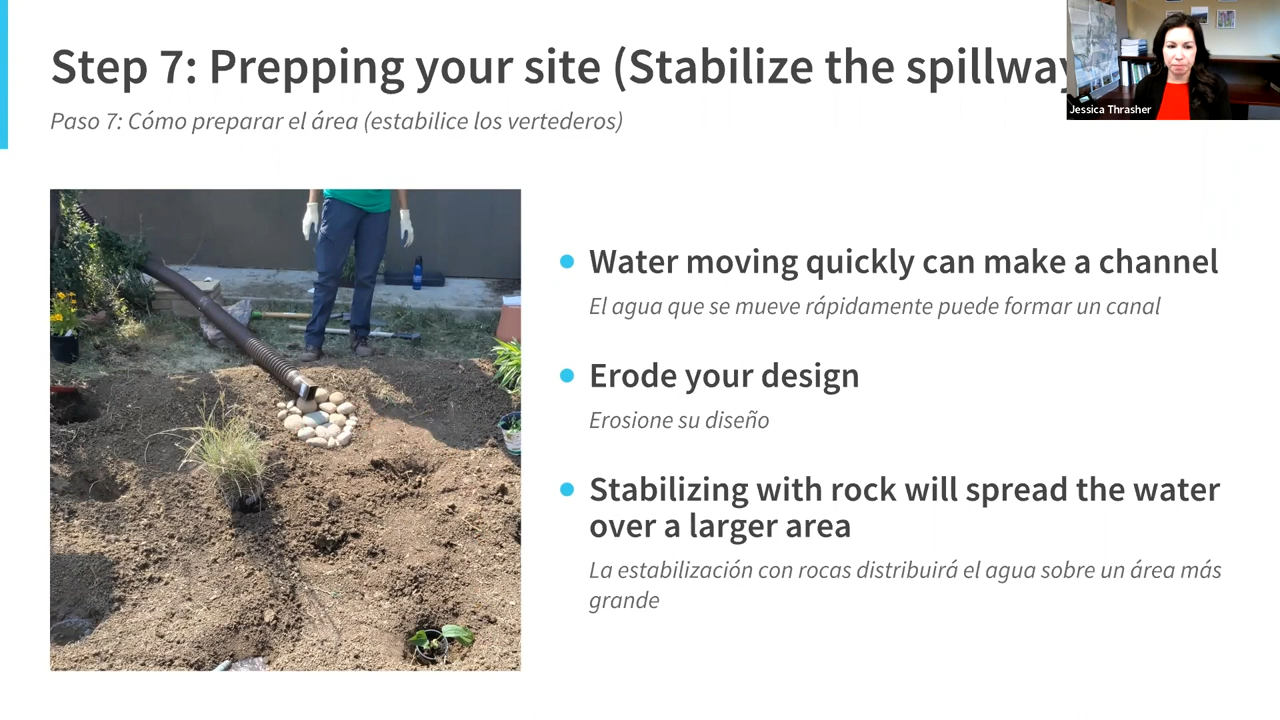 Step 7: Prepping your site (Stabilize the spillway
Paso 7: Cómo preparar el área (estabilice los vertederos)
Jessica Thrasher
Water moving quickly can make a channel
El agua que se mueve rápidamente puede formar un canal
Erode your design
Erosione su diseño
Stabilizing with rock will spread the water
over a larger area
La estabilización con rocas distribuirá el agua sobre un área más
grande